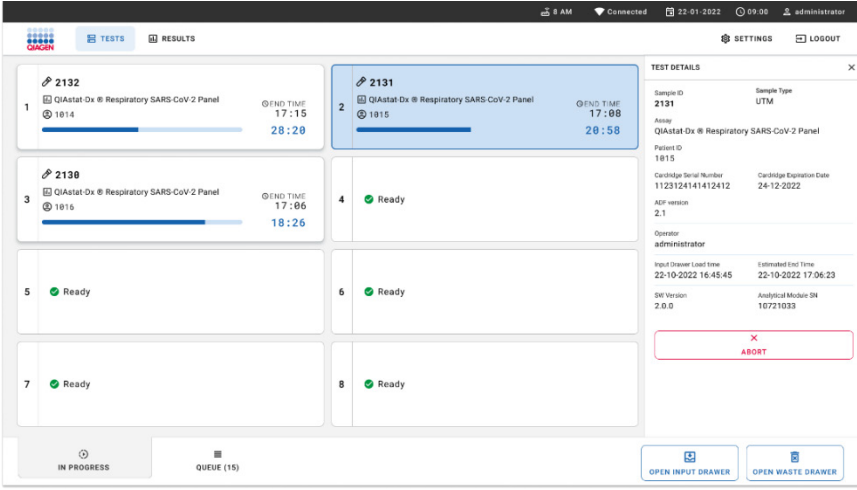 8 AM Connected 22-01-2022 09:00 administrator
QIAGEN TESTS RESULTS SETTINGS LOGOUT
1
2132
QIAstat-Dx ® Respiratory SARS-CoV-2 Panel
1014
END TIME
17:15
28:20
2
2131
QIAstat-Dx ® Respiratory SARS-CoV-2 Panel
1015
END TIME
17:08
20:58
3
2130
QIAstat-Dx ® Respiratory SARS-CoV-2 Panel
1016
END TIME
17:06
18:26
4 Ready
5 Ready
6 Ready
7 Ready
8 Ready
TEST DETAILS
Sample ID
2131
Sample Type
UTM
Assay
QIAstat-Dx ® Respiratory SARS-CoV-2 Panel
Patient ID
1015
Cardridge Serial Number
1123124141412412
Cardridge Expiration Date
24-12-2022
ADF version
2.1
Operator
administrator
Input Drawer Load time
22-10-2022 16:45:45
Estimated End Time
22-10-2022 17:06:23
SW Version
2.0.0
Analytical Module SN
10721033
ABORT
IN PROGRESS
QUEUE (15)
OPEN INPUT DRAWER
OPEN WASTE DRAWER